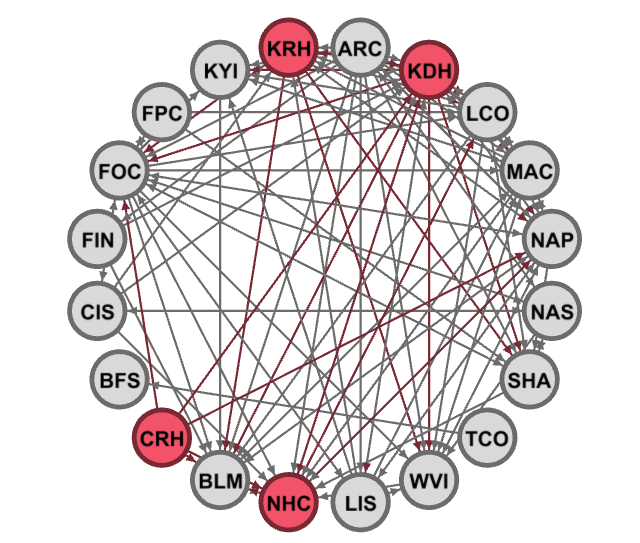 KRH
ARC
KYI
KDH
FPC
LCO
FOC
MAC
FIN
NAP
CIS
NAS
BFS
SHA
CRH
TCO
BLM
WVI
NHC
LIS